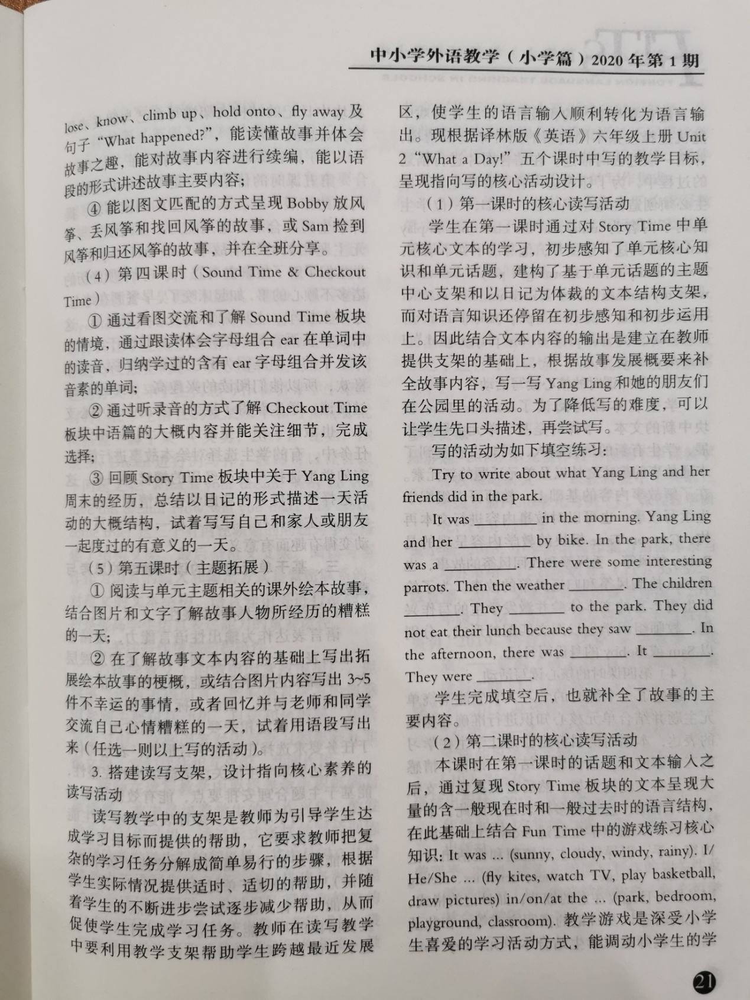 中小学外语教学（小学篇）2020 年第 1 期
lose、know、climb up、hold onto、fly away 及
句子 “What happened?”，能读懂故事并体会
故事之趣，能对故事内容进行续编，能以语
段的形式讲述故事主要内容；
④ 能以图文匹配的方式呈现 Bobby 放风
筝、丢风筝和找回风筝的故事，或 Sam 捡到
风筝和归还风筝的故事，并在全班分享。
（4）第四课时（Sound Time & Checkout
Time）
① 通过看图交流和了解 Sound Time 板块
的情境，通过跟读体会字母组合 ear 在单词中
的读音，归纳学过的含有 ear 字母组合并发该
音素的单词；
② 通过听录音的方式了解 Checkout Time
板块中语篇的大概内容并能关注细节，完成
选择；
③ 回顾 Story Time 板块中关于 Yang Ling
周末的经历，总结以日记的形式描述一天活
动的大概结构，试着写写自己和家人或朋友
一起度过的有意义的一天。
（5）第五课时（主题拓展）
① 阅读与单元主题相关的课外绘本故事，
结合图片和文字了解故事人物所经历的糟糕
的一天；
② 在了解故事文本内容的基础上写出拓
展绘本故事的梗概，或结合图片内容写出 3~5
件不幸运的事情，或者回忆并与老师和同学
交流自己心情糟糕的一天，试着用语段写出
来（任选一则以上写的活动）。
3. 搭建读写支架，设计指向核心素养的
读写活动
读写教学中的支架是教师为引导学生达
成学习目标而提供的帮助，它要求教师把复
杂的学习任务分解成简单易行的步骤，根据
学生实际情况提供适时、适切的帮助，并随
着学生的不断进步尝试逐步减少帮助，从而
促使学生完成学习任务。教师在读写教学
中要利用教学支架帮助学生跨越最近发展
区，使学生的语言输入顺利转化为语言输
出。现根据译林版《英语》六年级上册 Unit
2 “What a Day!” 五个课时中写的教学目标，
呈现指向写的核心活动设计。
（1）第一课时的核心读写活动
学生在第一课时通过对 Story Time 中单
元核心文本的学习，初步感知了单元核心知
识和单元话题，建构了基于单元话题的主题
中心支架和以日记为体裁的文本结构支架，
而对语言知识还停留在初步感知和初步运用
上。因此结合文本内容的输出是建立在教师
提供支架的基础上，根据故事发展概要来补
全故事内容，写一写 Yang Ling 和她的朋友们
在公园里的活动。为了降低写的难度，可以
让学生先口头描述，再尝试写。
写的活动为如下填空练习：
Try to write about what Yang Ling and her
friends did in the park.
It was ________ in the morning. Yang Ling
and her ________ by bike. In the park, there
was a ________. There were some interesting
parrots. Then the weather ________. The children
________. They ________ to the park. They did
not eat their lunch because they saw ________. In
the afternoon, there was ________. It ________.
They were ________.
学生完成填空后，也就补全了故事的主
要内容。
（2）第二课时的核心读写活动
本课时在第一课时的话题和文本输入之
后，通过复现 Story Time 板块的文本呈现大
量的含一般现在时和一般过去时的语言结构，
在此基础上结合 Fun Time 中的游戏练习核心
知识：It was ... (sunny, cloudy, windy, rainy). I/
He/She ... (fly kites, watch TV, play basketball,
draw pictures) in/on/at the ... (park, bedroom,
playground, classroom). 教学游戏是深受小学
生喜爱的学习活动方式，能调动小学生的学
21